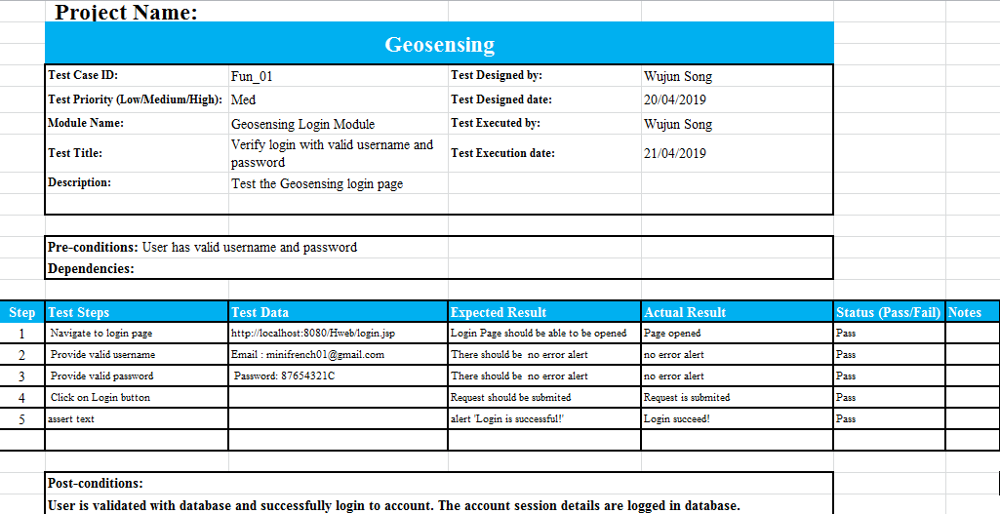 Project Name:
Geosensing
Test Case ID: Fun_01 Test Designed by: Wujun Song
Test Priority (Low/Medium/High): Med Test Designed date: 20/04/2019
Module Name: Geosensing Login Module Test Executed by: Wujun Song
Test Title: Verify login with valid username and password Test Execution date: 21/04/2019
Description: Test the Geosensing login page
Pre-conditions: User has valid username and password
Dependencies:
Step Test Steps Test Data Expected Result Actual Result Status (Pass/Fail) Notes
1 Navigate to login page http://localhost:8080/Hweb/login.jsp Login Page should be able to be opened Page opened Pass
2 Provide valid username Email : minifrench01@gmail.com There should be no error alert no error alert Pass
3 Provide valid password Password: 87654321C There should be no error alert no error alert Pass
4 Click on Login button Request should be submited Request is submited Pass
5 assert text alert 'Login is successful!' Login succeed! Pass
Post-conditions:
User is validated with database and successfully login to account. The account session details are logged in database.